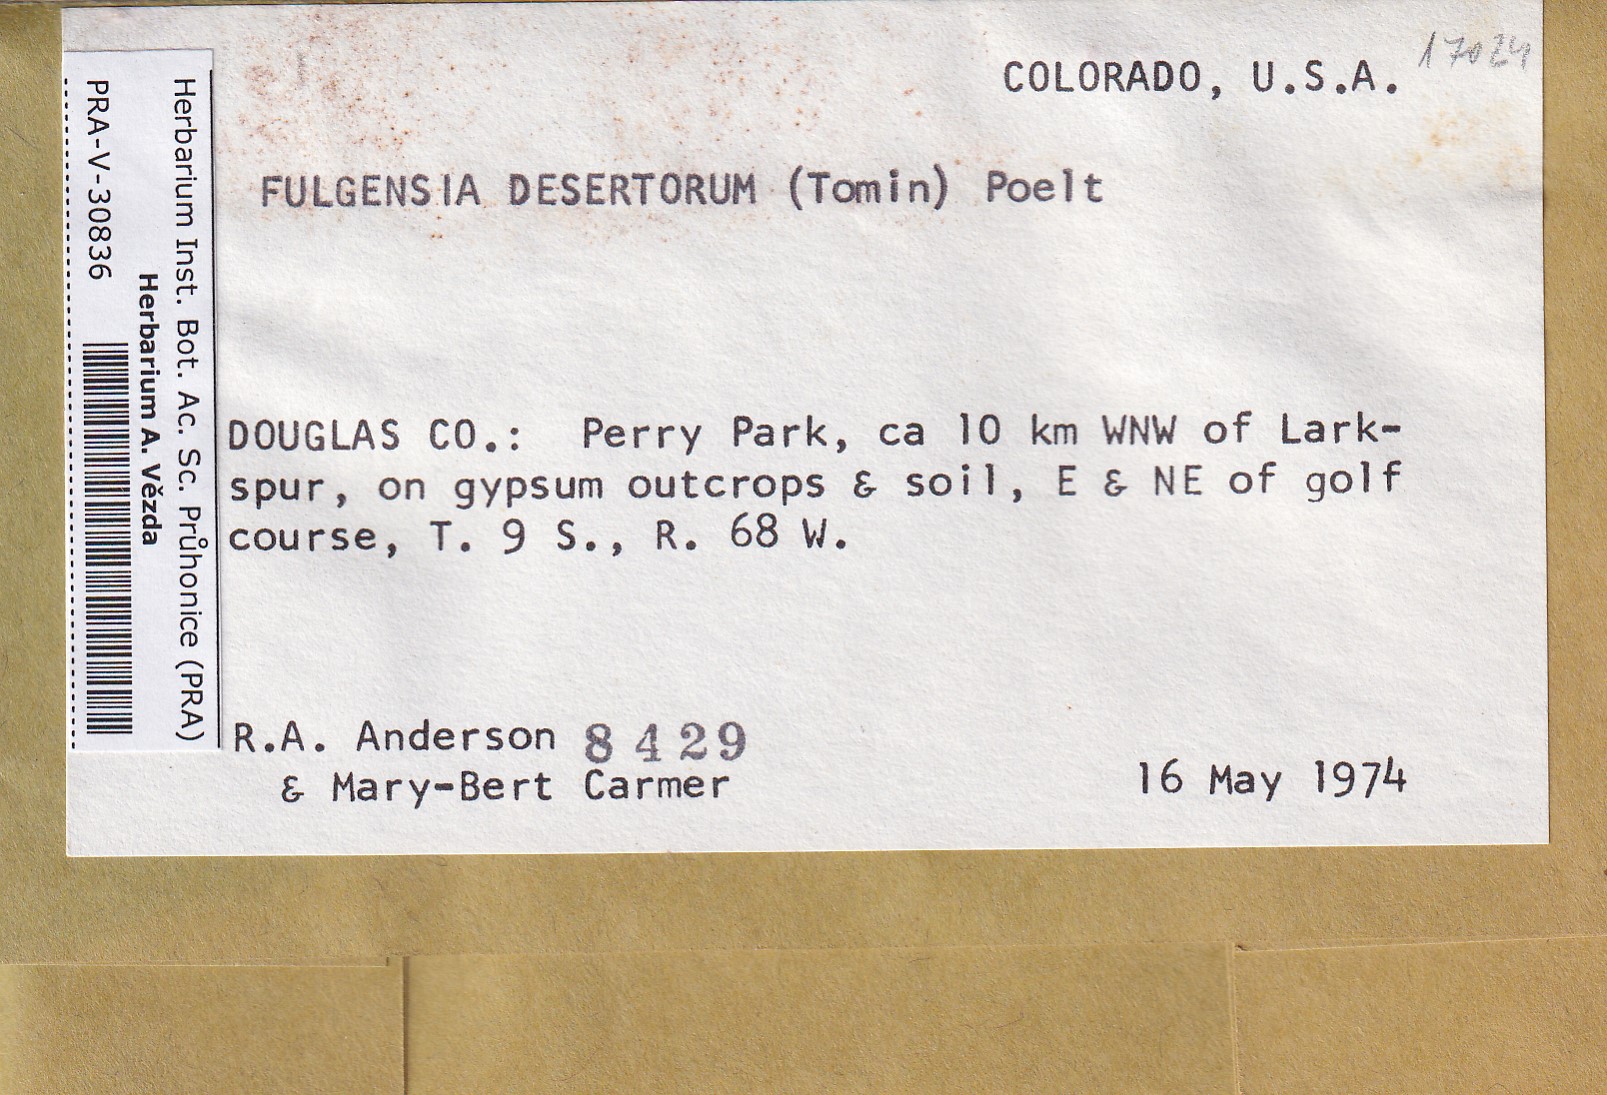 COLORADO, U.S.A.
17024
FULGENSIA DESERTORUM (Tomin) Poelt
DOUGLAS CO.: Perry Park, ca 10 km WNW of Lark-
spur, on gypsum outcrops & soil, E & NE of golf
course, T. 9 S., R. 68 W.
R.A. Anderson 8429
& Mary-Bert Carmer
16 May 1974
Herbarium Inst. Bot. Ac. Sc. Průhonice (PRA)
Herbarium A. Vězda
PRA-V-30836